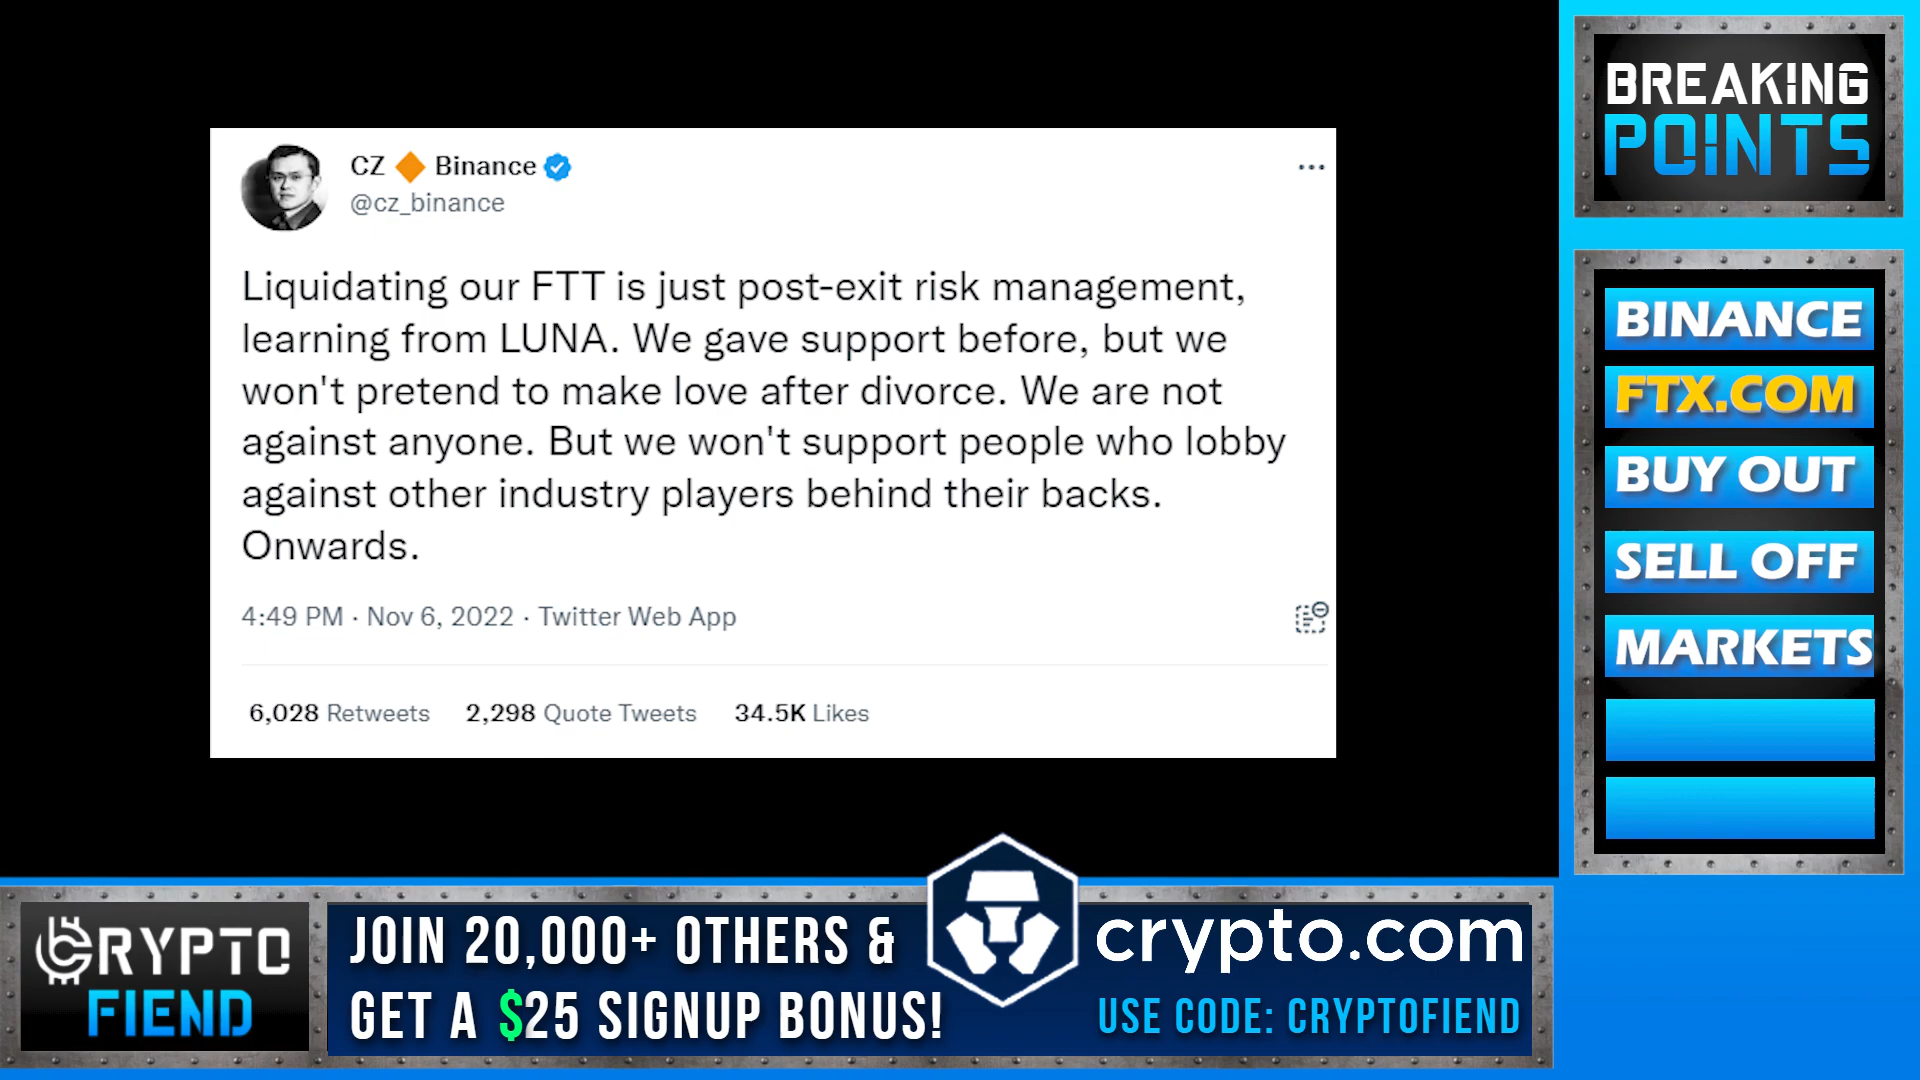 CZ 🔶 Binance
@cz_binance
Liquidating our FTT is just post-exit risk management,
learning from LUNA. We gave support before, but we
won't pretend to make love after divorce. We are not
against anyone. But we won't support people who lobby
against other industry players behind their backs.
Onwards.
4:49 PM · Nov 6, 2022 · Twitter Web App
6,028 Retweets 2,298 Quote Tweets 34.5K Likes
BREAKING
POINTS
BINANCE
FTX.COM
BUY OUT
SELL OFF
MARKETS
CRYPTO
FIEND
JOIN 20,000+ OTHERS &
GET A $25 SIGNUP BONUS!
crypto.com
USE CODE: CRYPTOFIEND